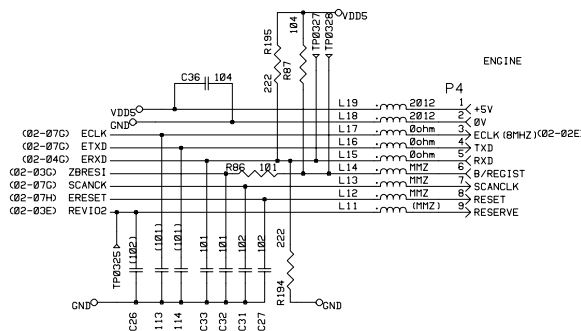 VDD5
R195
104
TP0327
TP0328
ENGINE
222
R87
C36 104
P4
VDD5
L19 2012 1 +5V
GND
L18 2012 2 0V
(02-07G) ECLK L17 0ohm 3 ECLK(8MHZ)(02-02E)
(02-07G) ETXD L16 0ohm 4 TXD
(02-04G) ERXD L15 0ohm 5 RXD
(02-03G) ZBRESI R86 101 L14 MMZ 6 B/REGIST
(02-07G) SCANCK L13 MMZ 7 SCANCLK
(02-07H) ERESET L12 MMZ 8 RESET
(02-03E) REVIO2 L11 (MMZ) 9 RESERVE
TP0325
(102)
(101)
(101)
101
101
102
102
222
R194
GND
GND
C26
113
114
C33
C32
C31
C27